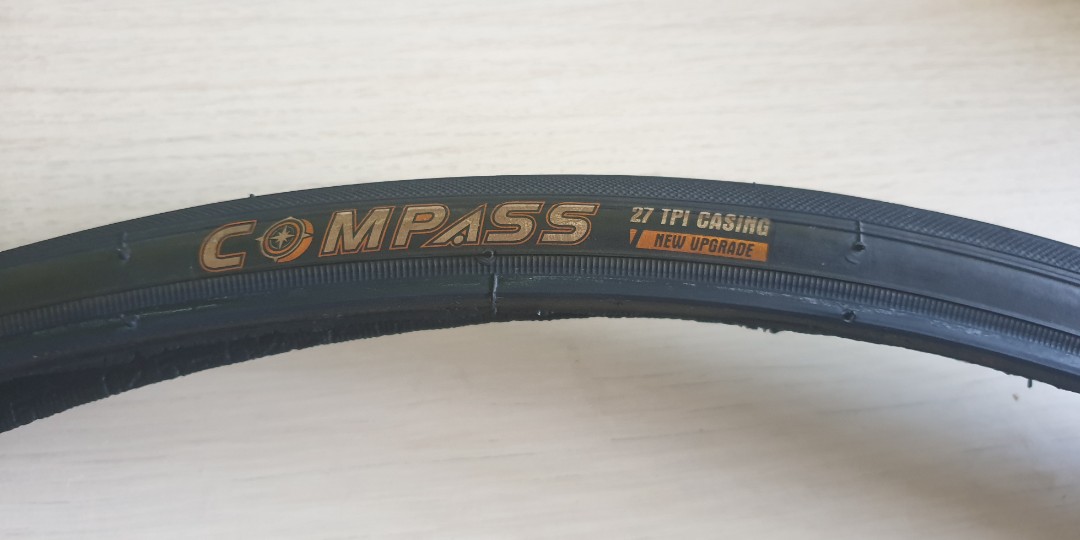 COMPASS
27 TPI CASING
NEW UPGRADE